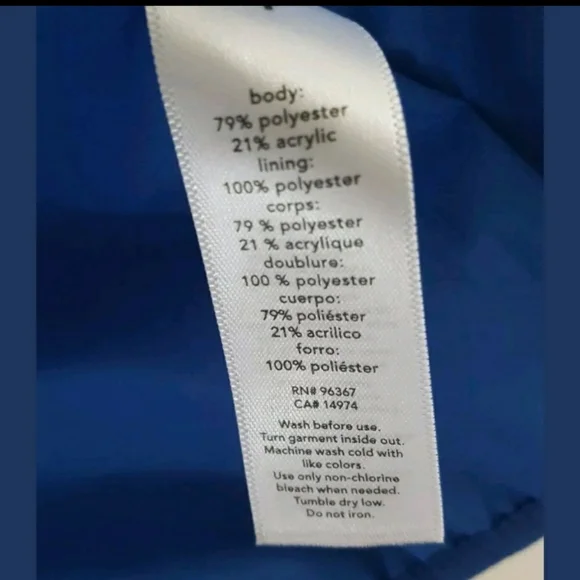 body:
79% polyester
21% acrylic
lining:
100% polyester
corps:
79 % polyester
21 % acrylique
doublure:
100 % polyester
cuerpo:
79% poliéster
21% acrilico
forro:
100% poliéster
RN# 96367
CA# 14974
Wash before use.
Turn garment inside out.
Machine wash cold with
like colors.
Use only non-chlorine
bleach when needed.
Tumble dry low.
Do not iron.